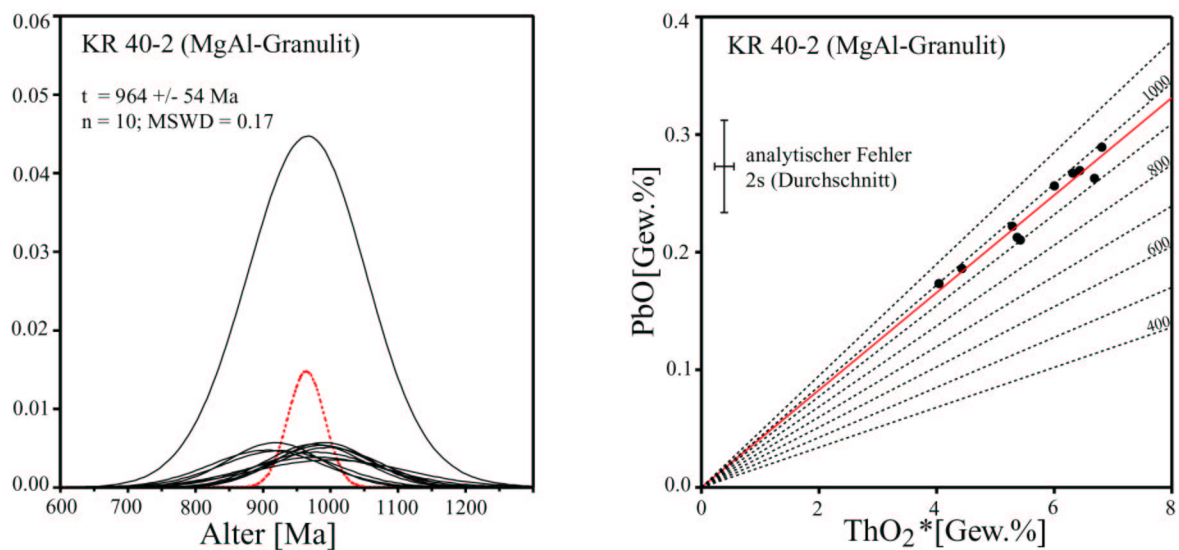 KR 40-2 (MgAl-Granulit)
t = 964 +/- 54 Ma
n = 10; MSWD = 0.17
0.06
0.05
0.04
0.03
0.02
0.01
0.00
600 700 800 900 1000 1100 1200
Alter [Ma]
KR 40-2 (MgAl-Granulit)
analytischer Fehler
2s (Durchschnitt)
1000
800
600
400
PbO[Gew.%]
0.4
0.3
0.2
0.1
0.0
0 2 4 6 8
ThO2*[Gew.%]